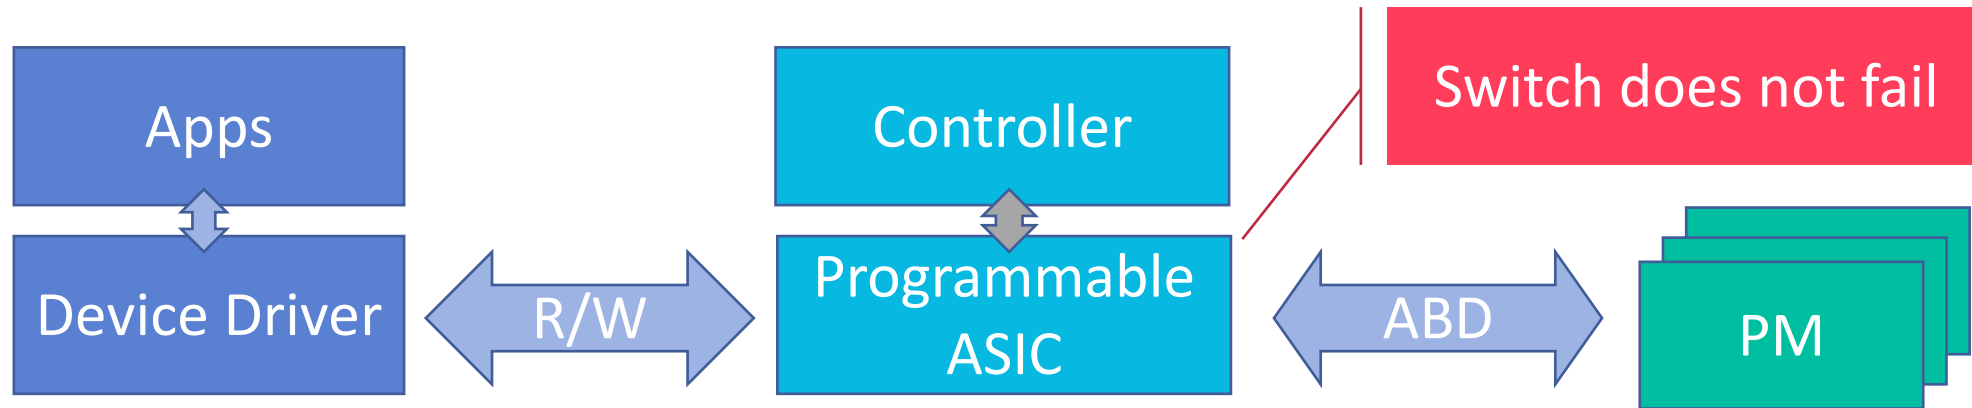 Apps
Controller
Switch does not fail
Device Driver
R/W
Programmable
ASIC
ABD
PM